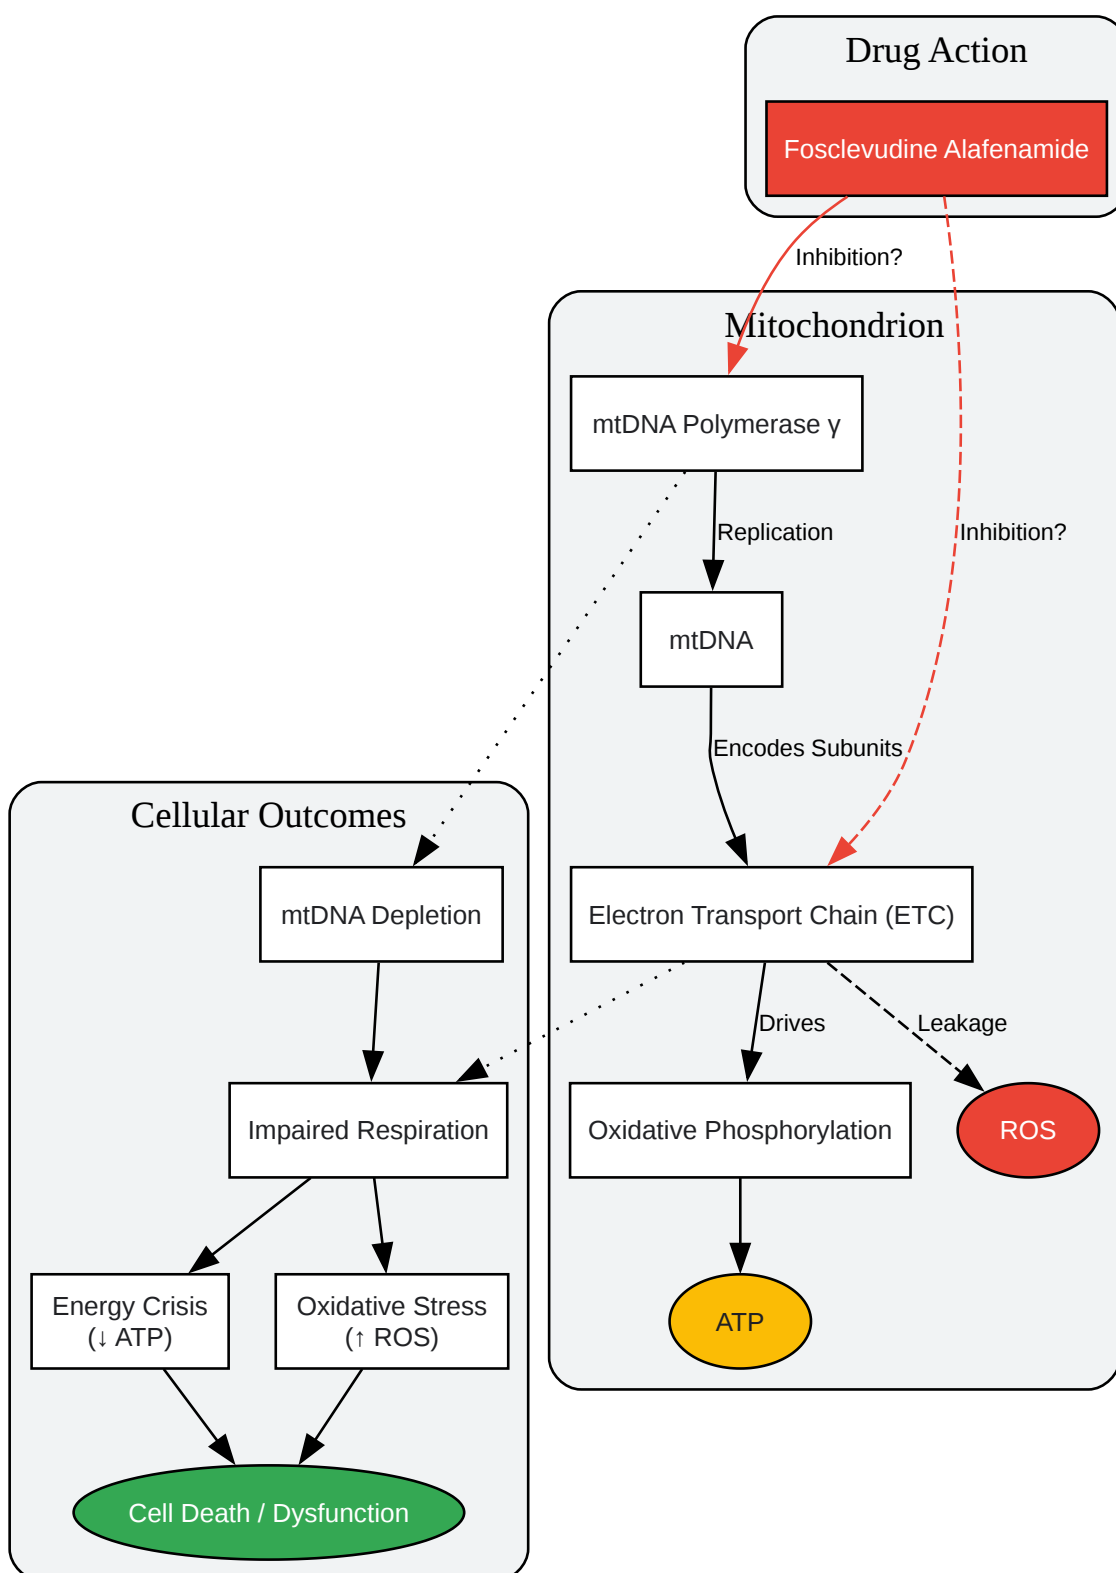 Drug Action
Fosclevudine Alafenamide
Inhibition?
Mitochondrion
mtDNA Polymerase γ
Replication
Inhibition?
mtDNA
Encodes Subunits
Cellular Outcomes
mtDNA Depletion
Electron Transport Chain (ETC)
Drives
Leakage
Impaired Respiration
Oxidative Phosphorylation
ROS
Energy Crisis
(↓ ATP)
Oxidative Stress
(↑ ROS)
ATP
Cell Death / Dysfunction